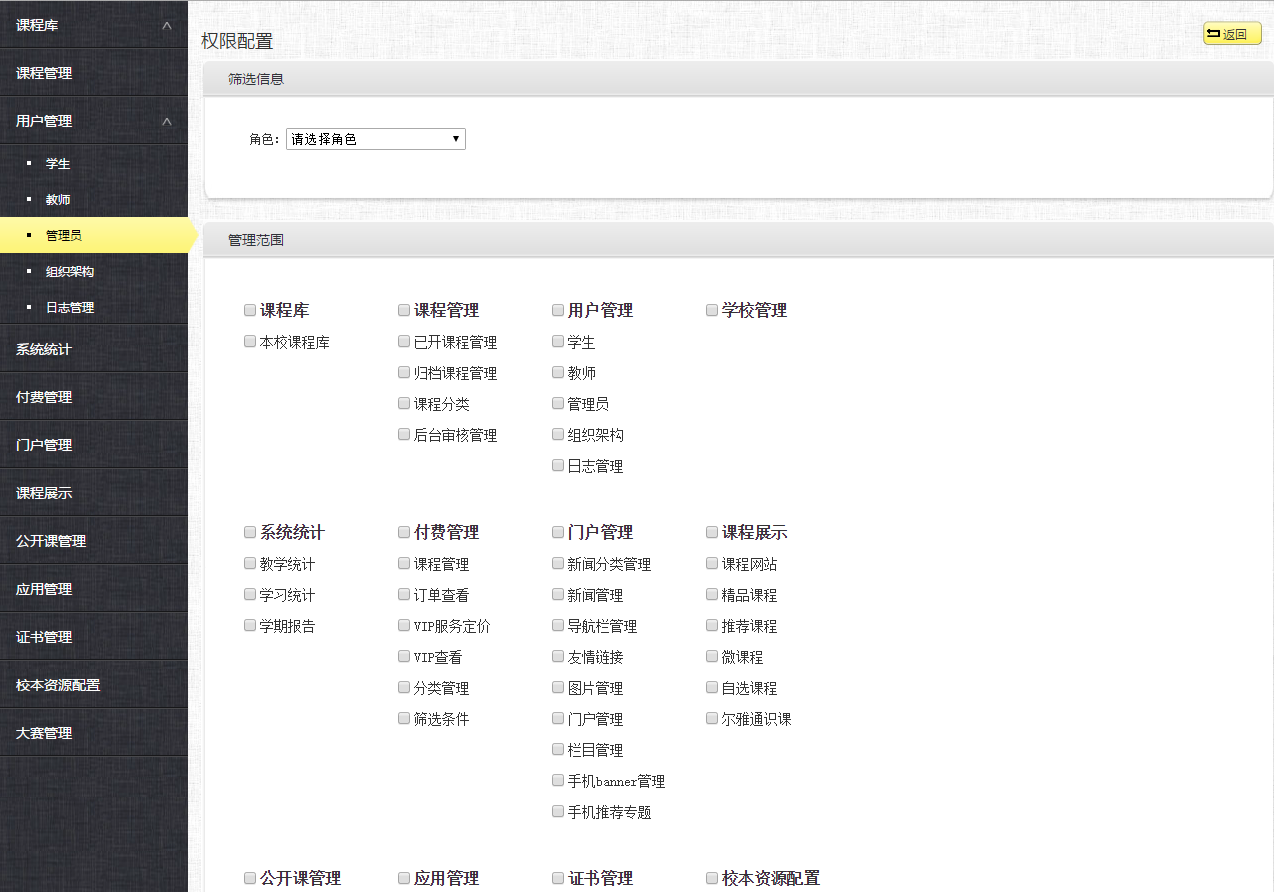 课程库
课程管理
用户管理
学生
教师
管理员
组织架构
日志管理
系统统计
付费管理
门户管理
课程展示
公开课管理
应用管理
证书管理
校本资源配置
大赛管理
权限配置
返回
筛选信息
角色: 请选择角色
管理范围
课程库 课程管理 用户管理 学校管理
本校课程库 已开课程管理 学生
归档课程管理 教师
课程分类 管理员
后台审核管理 组织架构
日志管理
系统统计 付费管理 门户管理 课程展示
教学统计 课程管理 新闻分类管理 课程网站
学习统计 订单查看 新闻管理 精品课程
学期报告 VIP服务定价 导航栏管理 推荐课程
VIP查看 友情链接 微课程
分类管理 图片管理 自选课程
筛选条件 门户管理 尔雅通识课
栏目管理
手机banner管理
手机推荐专题
公开课管理 应用管理 证书管理 校本资源配置